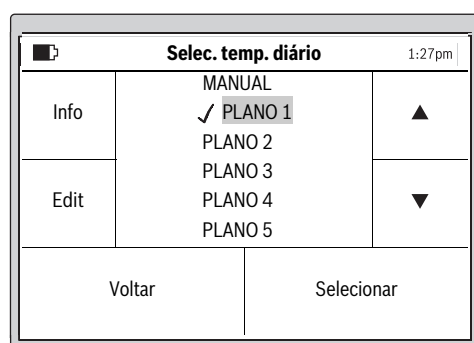 Selec. temp. diário 1:27pm
MANUAL
Info
✓ PLANO 1
PLANO 2
PLANO 3
Edit
PLANO 4
PLANO 5
Voltar
Selecionar